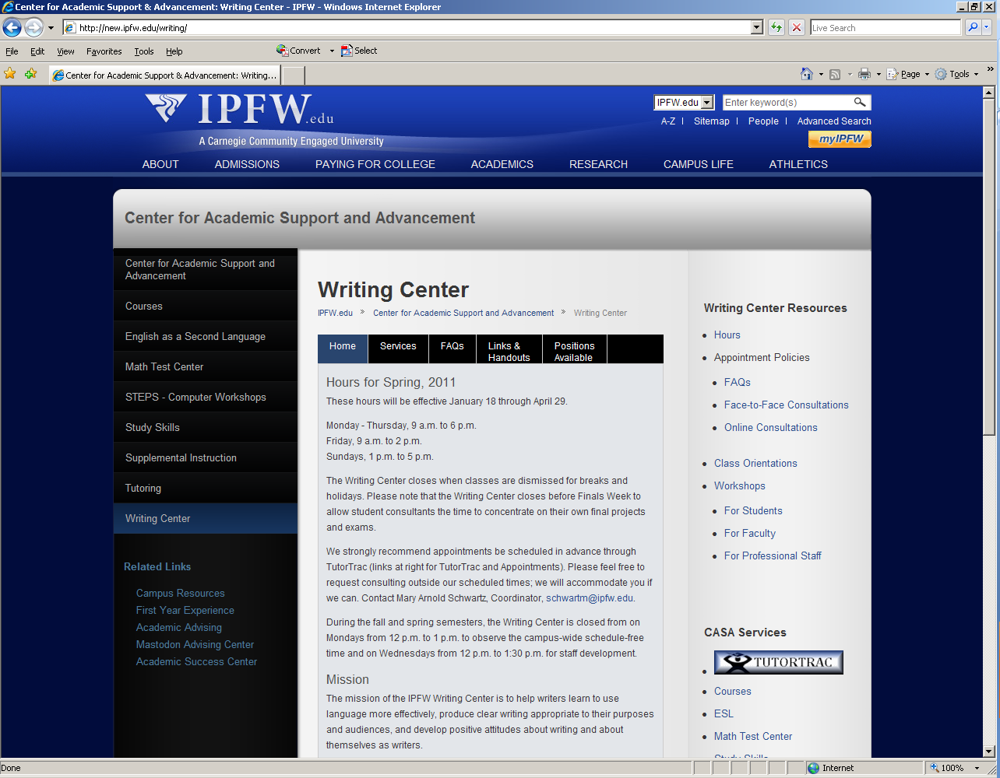 Center for Academic Support & Advancement: Writing Center - IPFW - Windows Internet Explorer
http://new.ipfw.edu/writing/
Live Search
File Edit View Favorites Tools Help
Convert
Select
Center for Academic Support & Advancement: Writing...
Page Tools
IPFW.edu
A Carnegie Community Engaged University
IPFW.edu
Enter keyword(s)
A-Z | Sitemap | People | Advanced Search
myIPFW
ABOUT ADMISSIONS PAYING FOR COLLEGE ACADEMICS RESEARCH CAMPUS LIFE ATHLETICS
Center for Academic Support and Advancement
Center for Academic Support and
Advancement
Courses
English as a Second Language
Math Test Center
STEPS - Computer Workshops
Study Skills
Supplemental Instruction
Tutoring
Writing Center
Related Links
Campus Resources
First Year Experience
Academic Advising
Mastodon Advising Center
Academic Success Center
Writing Center
IPFW.edu » Center for Academic Support and Advancement » Writing Center
Home
Services
FAQs
Links &
Handouts
Positions
Available
Hours for Spring, 2011
These hours will be effective January 18 through April 29.
Monday - Thursday, 9 a.m. to 6 p.m.
Friday, 9 a.m. to 2 p.m.
Sundays, 1 p.m. to 5 p.m.
The Writing Center closes when classes are dismissed for breaks and
holidays. Please note that the Writing Center closes before Finals Week to
allow student consultants the time to concentrate on their own final projects
and exams.
We strongly recommend appointments be scheduled in advance through
TutorTrac (links at right for TutorTrac and Appointments). Please feel free to
request consulting outside our scheduled times; we will accommodate you if
we can. Contact Mary Arnold Schwartz, Coordinator, schwartm@ipfw.edu.
During the fall and spring semesters, the Writing Center is closed from on
Mondays from 12 p.m. to 1 p.m. to observe the campus-wide schedule-free
time and on Wednesdays from 12 p.m. to 1:30 p.m. for staff development.
Mission
The mission of the IPFW Writing Center is to help writers learn to use
language more effectively, produce clear writing appropriate to their purposes
and audiences, and develop positive attitudes about writing and about
themselves as writers.
Writing Center Resources
Hours
Appointment Policies
FAQs
Face-to-Face Consultations
Online Consultations
Class Orientations
Workshops
For Students
For Faculty
For Professional Staff
CASA Services
TUTORTRAC
Courses
ESL
Math Test Center
Study Skills
Done
Internet
100%